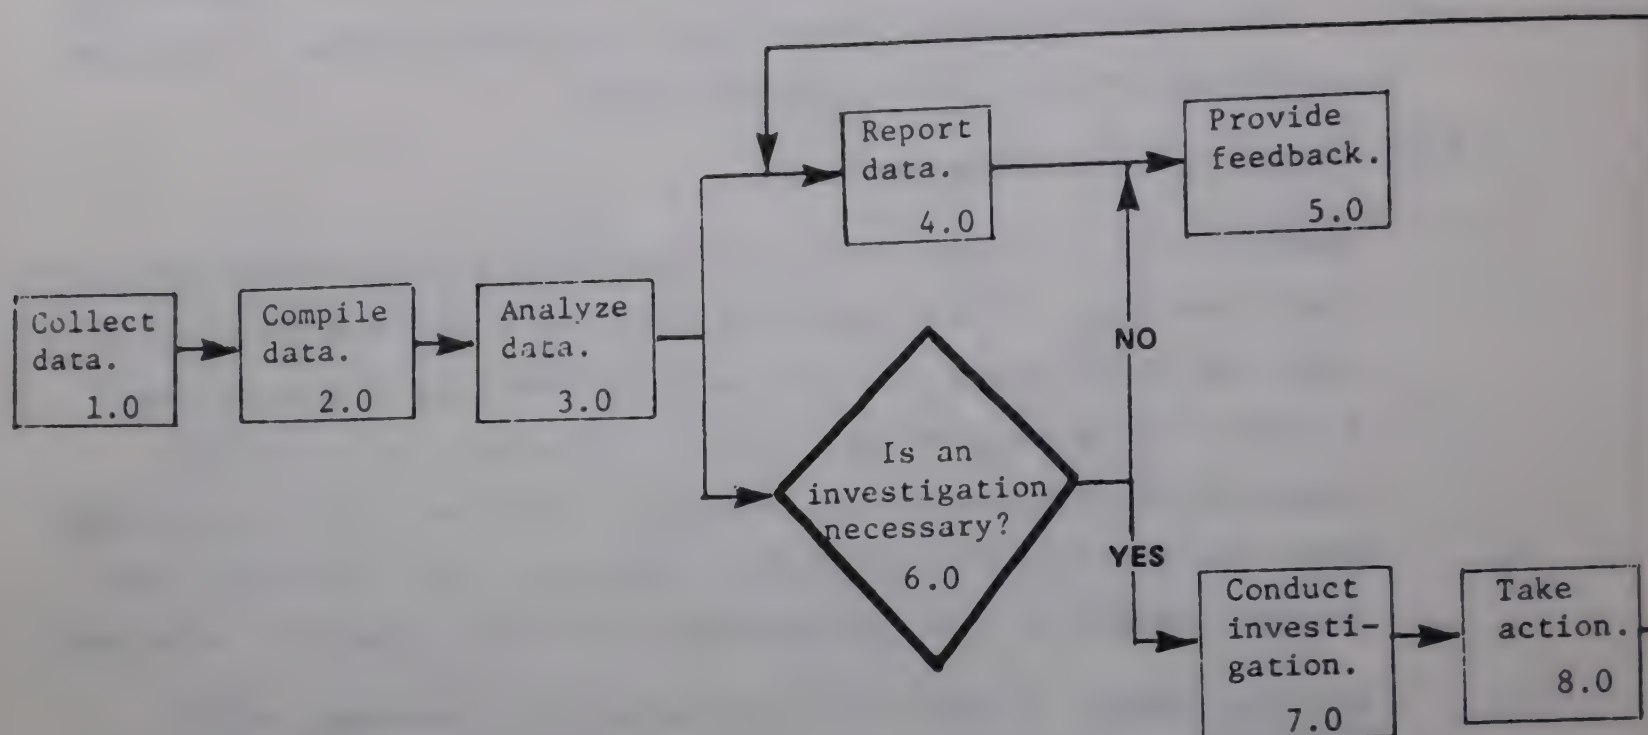 Collect
data.
1.0
Compile
data.
2.0
Analyze
data.
3.0
Report
data.
4.0
Provide
feedback.
5.0
Is an
investigation
necessary?
6.0
NO
YES
Conduct
investi-
gation.
7.0
Take
action.
8.0